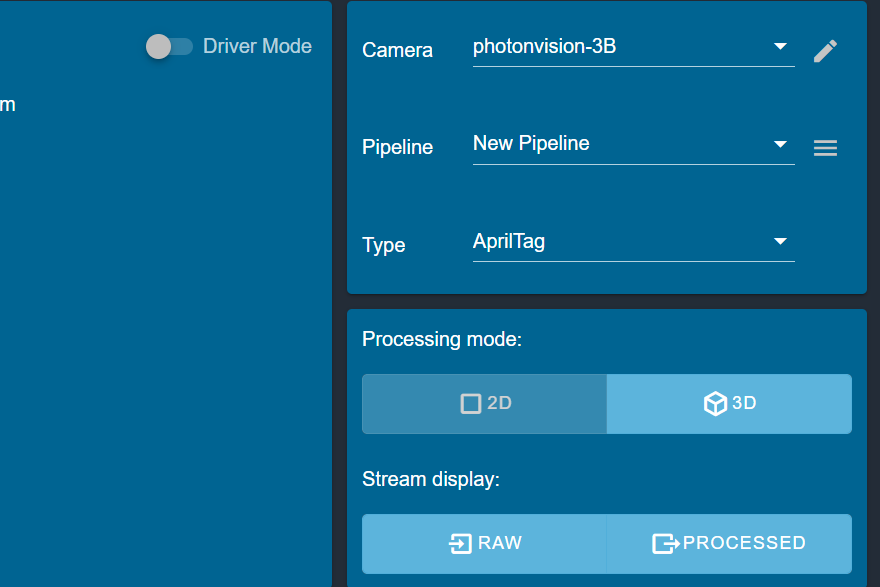 Driver Mode
m
Camera
photonvision-3B
Pipeline
New Pipeline
Type
AprilTag
Processing mode:
2D
3D
Stream display:
RAW
PROCESSED